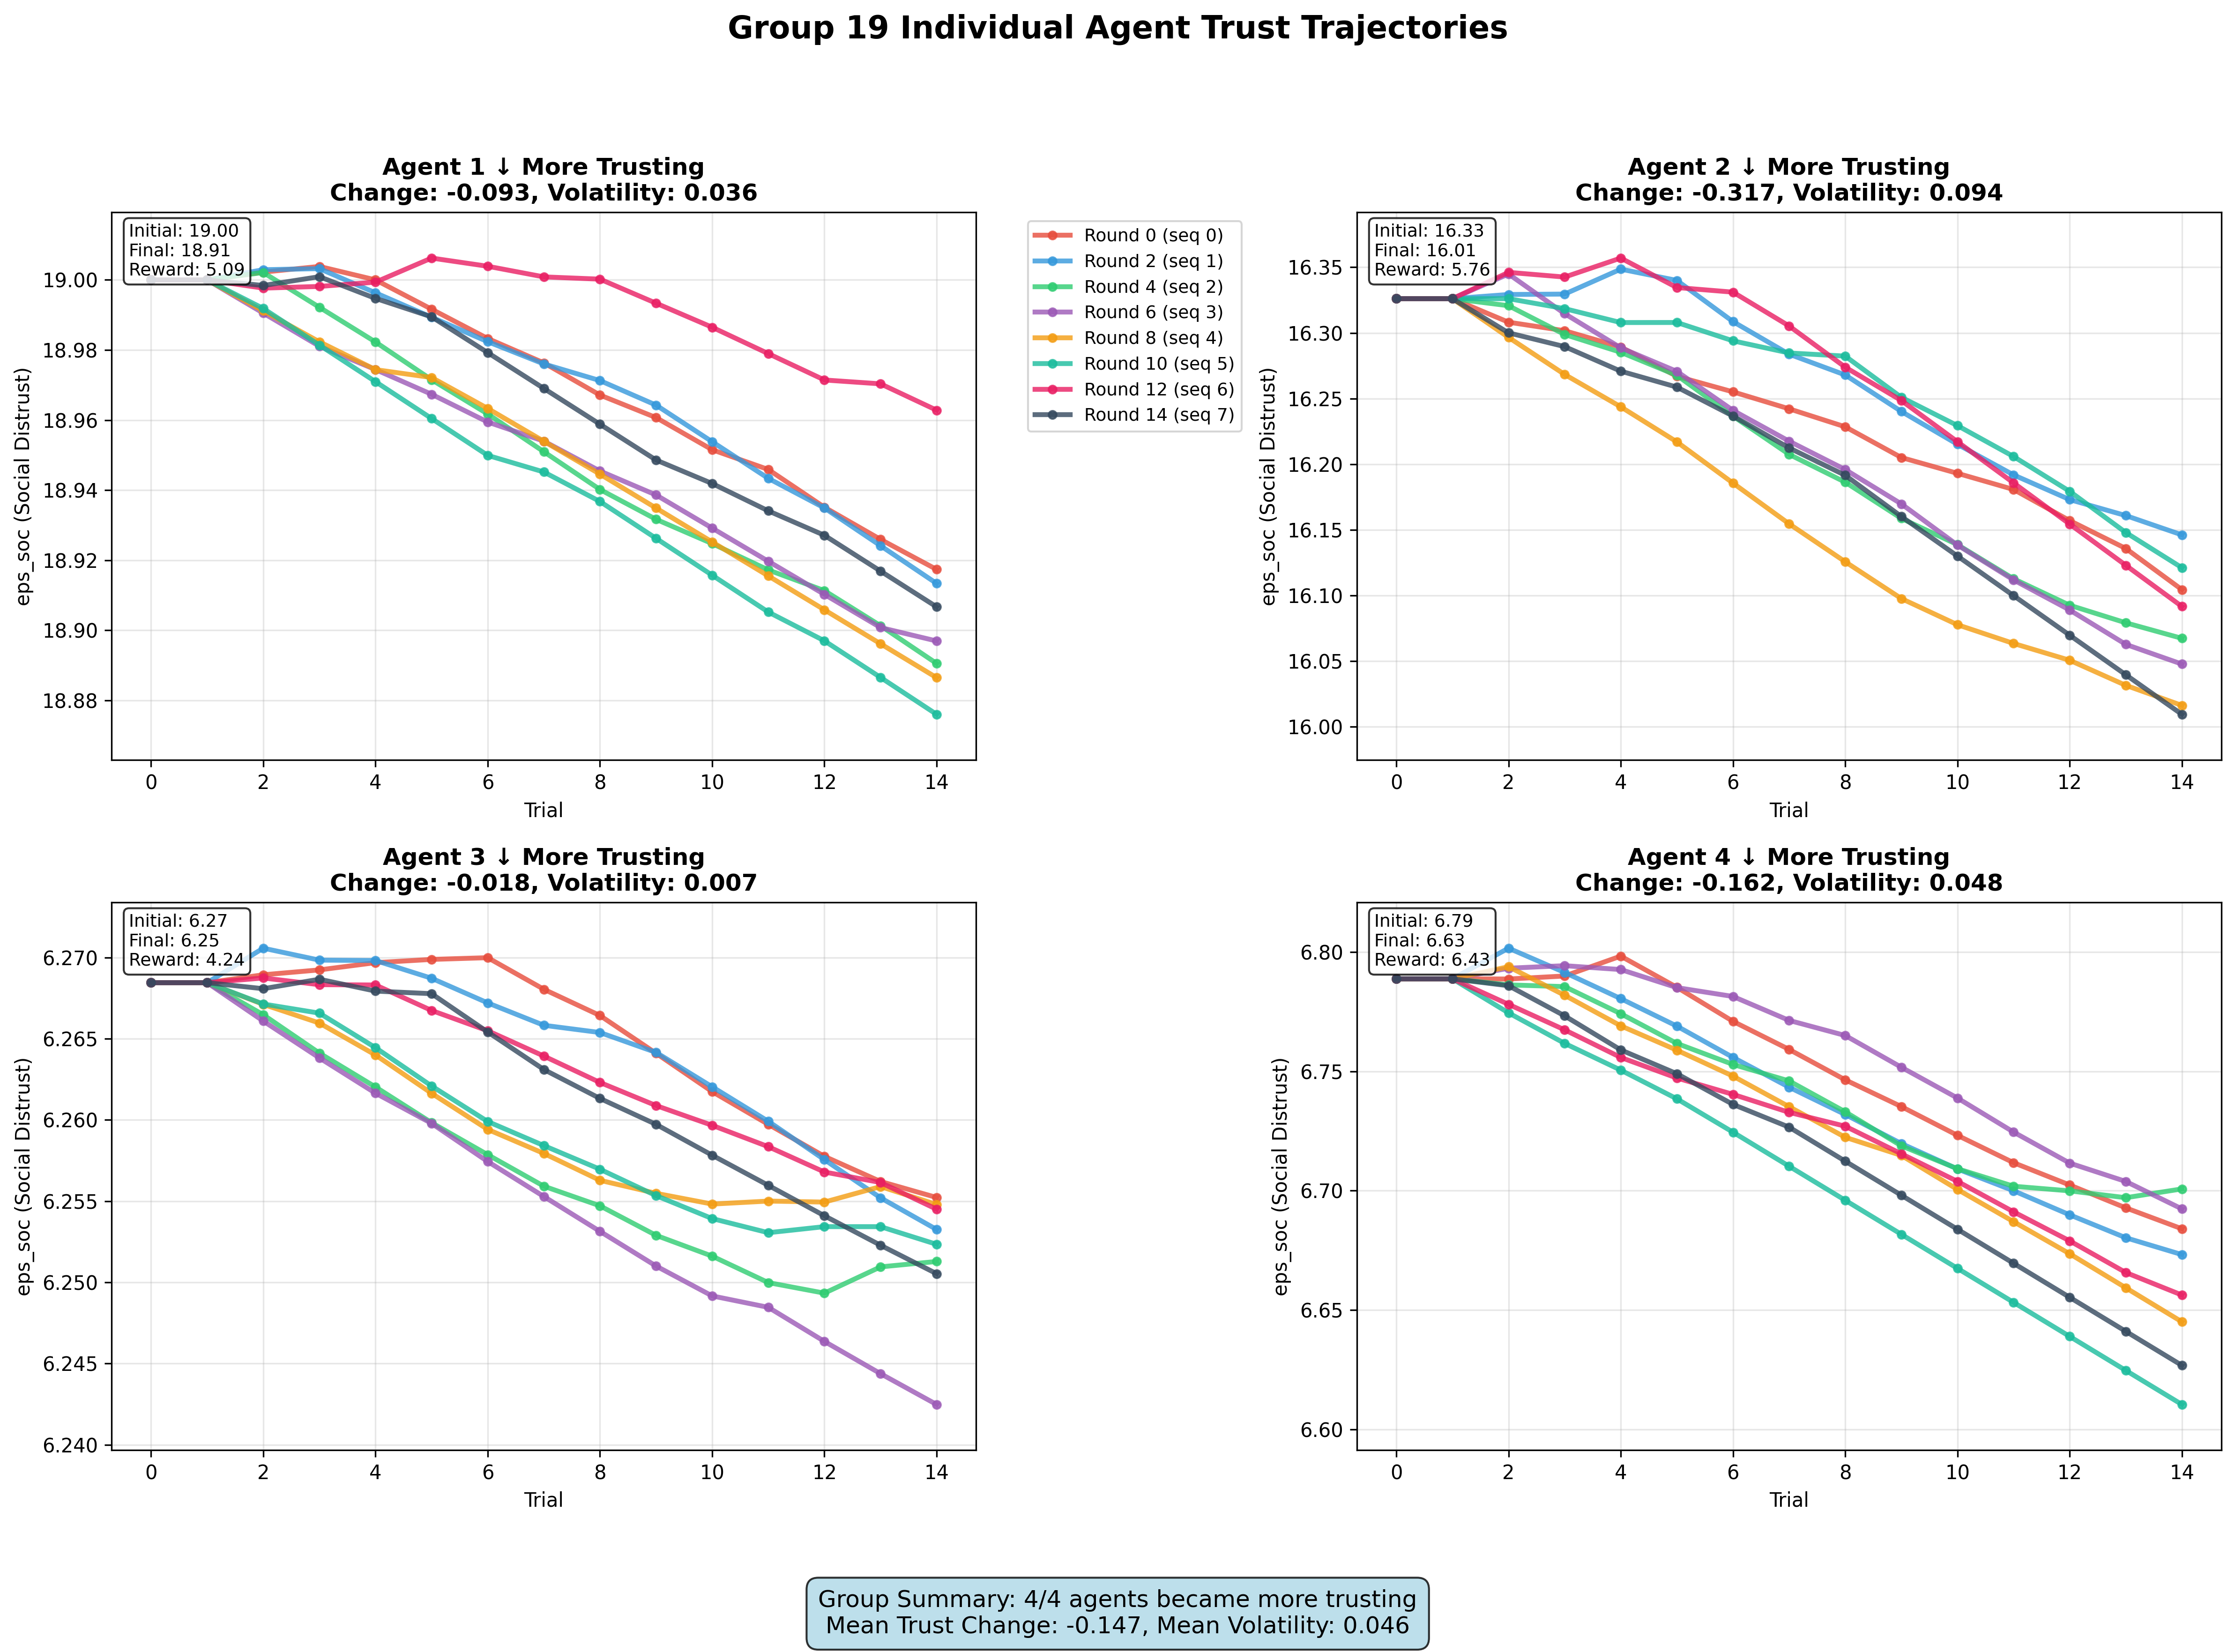 Group 19 Individual Agent Trust Trajectories
Agent 1 ↓ More Trusting
Change: -0.093, Volatility: 0.036
Initial: 19.00
Final: 18.91
Reward: 5.09
eps_soc (Social Distrust)
19.00
18.98
18.96
18.94
18.92
18.90
18.88
0 2 4 6 8 10 12 14
Trial
Round 0 (seq 0)
Round 2 (seq 1)
Round 4 (seq 2)
Round 6 (seq 3)
Round 8 (seq 4)
Round 10 (seq 5)
Round 12 (seq 6)
Round 14 (seq 7)
Agent 2 ↓ More Trusting
Change: -0.317, Volatility: 0.094
Initial: 16.33
Final: 16.01
Reward: 5.76
eps_soc (Social Distrust)
16.35
16.30
16.25
16.20
16.15
16.10
16.05
16.00
0 2 4 6 8 10 12 14
Trial
Agent 3 ↓ More Trusting
Change: -0.018, Volatility: 0.007
Initial: 6.27
Final: 6.25
Reward: 4.24
eps_soc (Social Distrust)
6.270
6.265
6.260
6.255
6.250
6.245
6.240
0 2 4 6 8 10 12 14
Trial
Agent 4 ↓ More Trusting
Change: -0.162, Volatility: 0.048
Initial: 6.79
Final: 6.63
Reward: 6.43
eps_soc (Social Distrust)
6.80
6.75
6.70
6.65
6.60
0 2 4 6 8 10 12 14
Trial
Group Summary: 4/4 agents became more trusting
Mean Trust Change: -0.147, Mean Volatility: 0.046